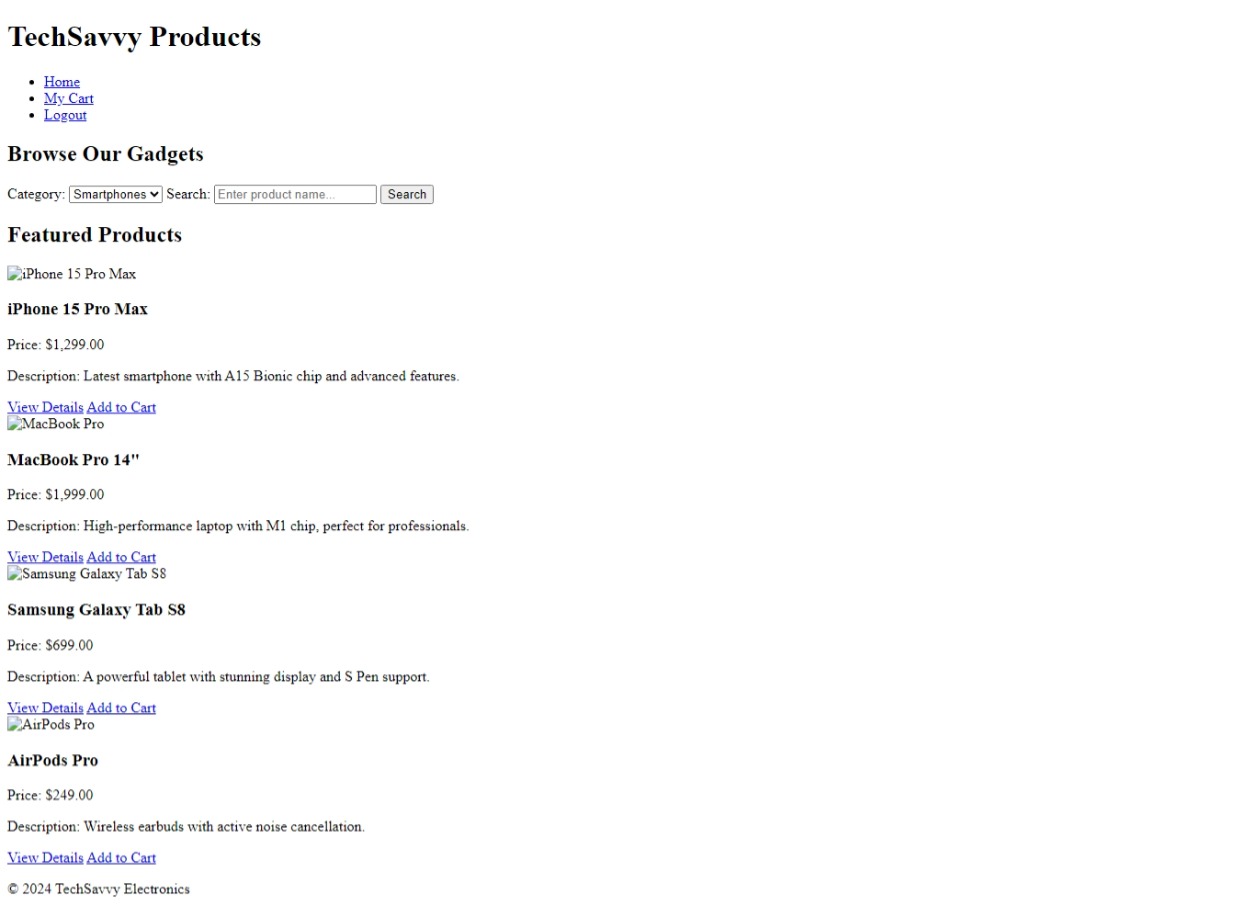 TechSavvy Products
Home
My Cart
Logout
Browse Our Gadgets
Category: Smartphones Search: Enter product name... Search
Featured Products
iPhone 15 Pro Max
iPhone 15 Pro Max
Price: $1,299.00
Description: Latest smartphone with A15 Bionic chip and advanced features.
View Details Add to Cart
MacBook Pro
MacBook Pro 14"
Price: $1,999.00
Description: High-performance laptop with M1 chip, perfect for professionals.
View Details Add to Cart
Samsung Galaxy Tab S8
Samsung Galaxy Tab S8
Price: $699.00
Description: A powerful tablet with stunning display and S Pen support.
View Details Add to Cart
AirPods Pro
AirPods Pro
Price: $249.00
Description: Wireless earbuds with active noise cancellation.
View Details Add to Cart
© 2024 TechSavvy Electronics